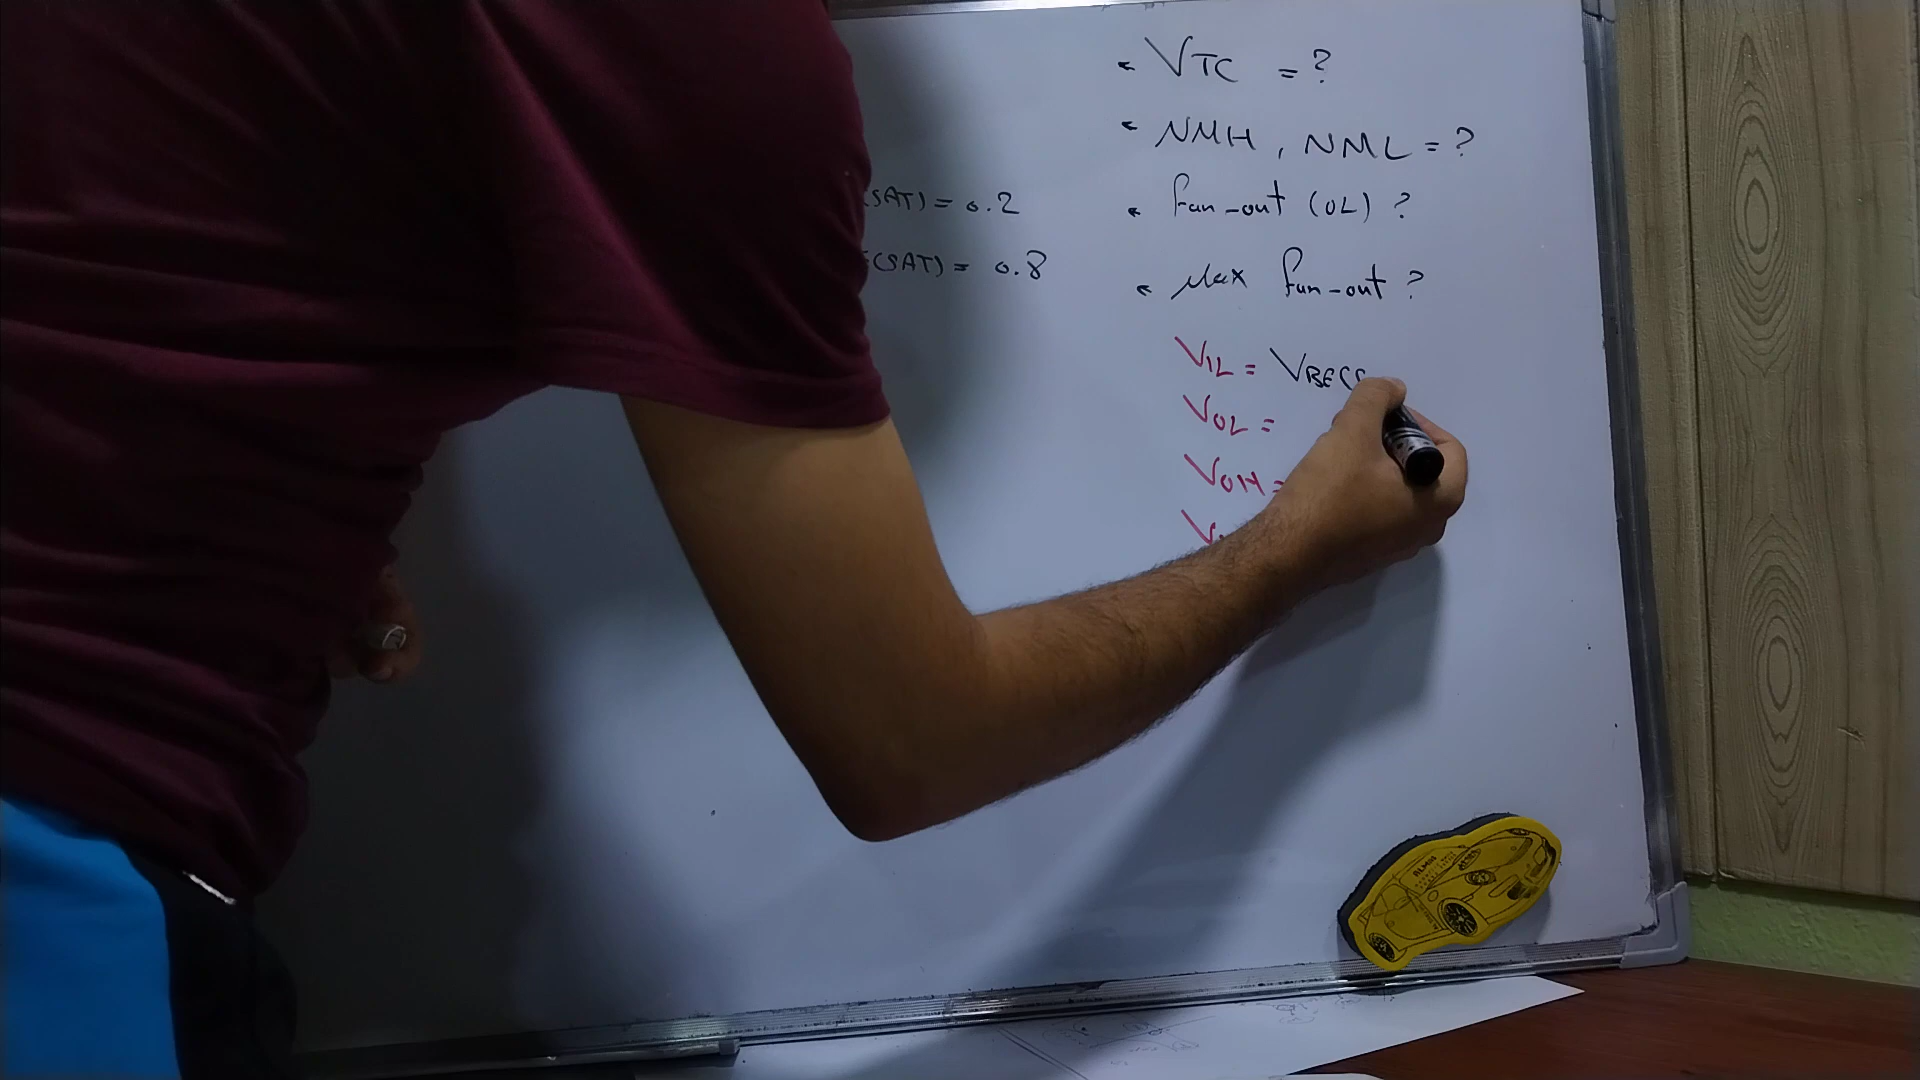 VTC = ?
NMH , NML = ?
(SAT) = 0.2
fan-out (OL) ?
E(SAT) = 0.8
Max fan-out ?
VIL = VBE(S
VOL =
VOH =
V